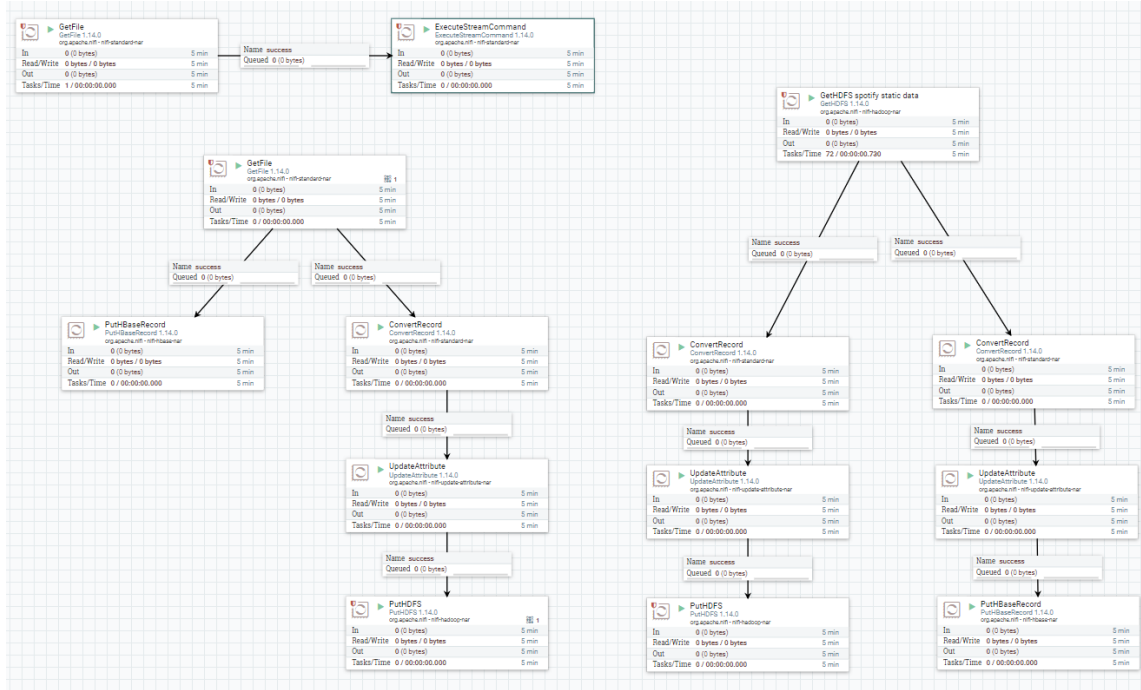 GetFile
GetFile 1.14.0
org.apache.nifi - nifi-standard-nar
In 0 (0 bytes) 5 min
Read/Write 0 bytes / 0 bytes 5 min
Out 0 (0 bytes) 5 min
Tasks/Time 1 / 00:00:00.000 5 min
Name success
Queued 0 (0 bytes)
ExecuteStreamCommand
ExecuteStreamCommand 1.14.0
org.apache.nifi - nifi-standard-nar
In 0 (0 bytes) 5 min
Read/Write 0 bytes / 0 bytes 5 min
Out 0 (0 bytes) 5 min
Tasks/Time 0 / 00:00:00.000 5 min
GetFile
GetFile 1.14.0
org.apache.nifi - nifi-standard-nar
1
In 0 (0 bytes) 5 min
Read/Write 0 bytes / 0 bytes 5 min
Out 0 (0 bytes) 5 min
Tasks/Time 0 / 00:00:00.000 5 min
Name success
Queued 0 (0 bytes)
Name success
Queued 0 (0 bytes)
PutHBaseRecord
PutHBaseRecord 1.14.0
org.apache.nifi - nifi-hbase-nar
In 0 (0 bytes) 5 min
Read/Write 0 bytes / 0 bytes 5 min
Out 0 (0 bytes) 5 min
Tasks/Time 0 / 00:00:00.000 5 min
ConvertRecord
ConvertRecord 1.14.0
org.apache.nifi - nifi-standard-nar
In 0 (0 bytes) 5 min
Read/Write 0 bytes / 0 bytes 5 min
Out 0 (0 bytes) 5 min
Tasks/Time 0 / 00:00:00.000 5 min
Name success
Queued 0 (0 bytes)
UpdateAttribute
UpdateAttribute 1.14.0
org.apache.nifi - nifi-update-attribute-nar
In 0 (0 bytes) 5 min
Read/Write 0 bytes / 0 bytes 5 min
Out 0 (0 bytes) 5 min
Tasks/Time 0 / 00:00:00.000 5 min
Name success
Queued 0 (0 bytes)
PutHDFS
PutHDFS 1.14.0
org.apache.nifi - nifi-hadoop-nar
1
In 0 (0 bytes) 5 min
Read/Write 0 bytes / 0 bytes 5 min
Out 0 (0 bytes) 5 min
Tasks/Time 0 / 00:00:00.000 5 min
GetHDFS spotify static data
GetHDFS 1.14.0
org.apache.nifi - nifi-hadoop-nar
In 0 (0 bytes) 5 min
Read/Write 0 bytes / 0 bytes 5 min
Out 0 (0 bytes) 5 min
Tasks/Time 72 / 00:00:00.730 5 min
Name success
Queued 0 (0 bytes)
Name success
Queued 0 (0 bytes)
ConvertRecord
ConvertRecord 1.14.0
org.apache.nifi - nifi-standard-nar
In 0 (0 bytes) 5 min
Read/Write 0 bytes / 0 bytes 5 min
Out 0 (0 bytes) 5 min
Tasks/Time 0 / 00:00:00.000 5 min
Name success
Queued 0 (0 bytes)
UpdateAttribute
UpdateAttribute 1.14.0
org.apache.nifi - nifi-update-attribute-nar
In 0 (0 bytes) 5 min
Read/Write 0 bytes / 0 bytes 5 min
Out 0 (0 bytes) 5 min
Tasks/Time 0 / 00:00:00.000 5 min
Name success
Queued 0 (0 bytes)
PutHDFS
PutHDFS 1.14.0
org.apache.nifi - nifi-hadoop-nar
In 0 (0 bytes) 5 min
Read/Write 0 bytes / 0 bytes 5 min
Out 0 (0 bytes) 5 min
Tasks/Time 0 / 00:00:00.000 5 min
ConvertRecord
ConvertRecord 1.14.0
org.apache.nifi - nifi-standard-nar
In 0 (0 bytes) 5 min
Read/Write 0 bytes / 0 bytes 5 min
Out 0 (0 bytes) 5 min
Tasks/Time 0 / 00:00:00.000 5 min
Name success
Queued 0 (0 bytes)
UpdateAttribute
UpdateAttribute 1.14.0
org.apache.nifi - nifi-update-attribute-nar
In 0 (0 bytes) 5 min
Read/Write 0 bytes / 0 bytes 5 min
Out 0 (0 bytes) 5 min
Tasks/Time 0 / 00:00:00.000 5 min
Name success
Queued 0 (0 bytes)
PutHBaseRecord
PutHBaseRecord 1.14.0
org.apache.nifi - nifi-hbase-nar
In 0 (0 bytes) 5 min
Read/Write 0 bytes / 0 bytes 5 min
Out 0 (0 bytes) 5 min
Tasks/Time 0 / 00:00:00.000 5 min